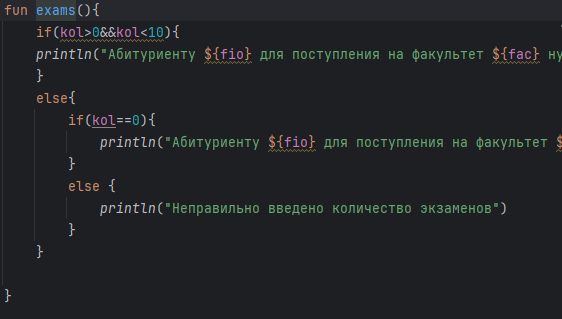 fun exams(){
if(kol>0&&kol<10){
println("Абитуриенту ${fio} для поступления на факультет ${fac} ну
}
else{
if(kol==0){
println("Абитуриенту ${fio} для поступления на факультет $
}
else {
println("Неправильно введено количество экзаменов")
}
}
}